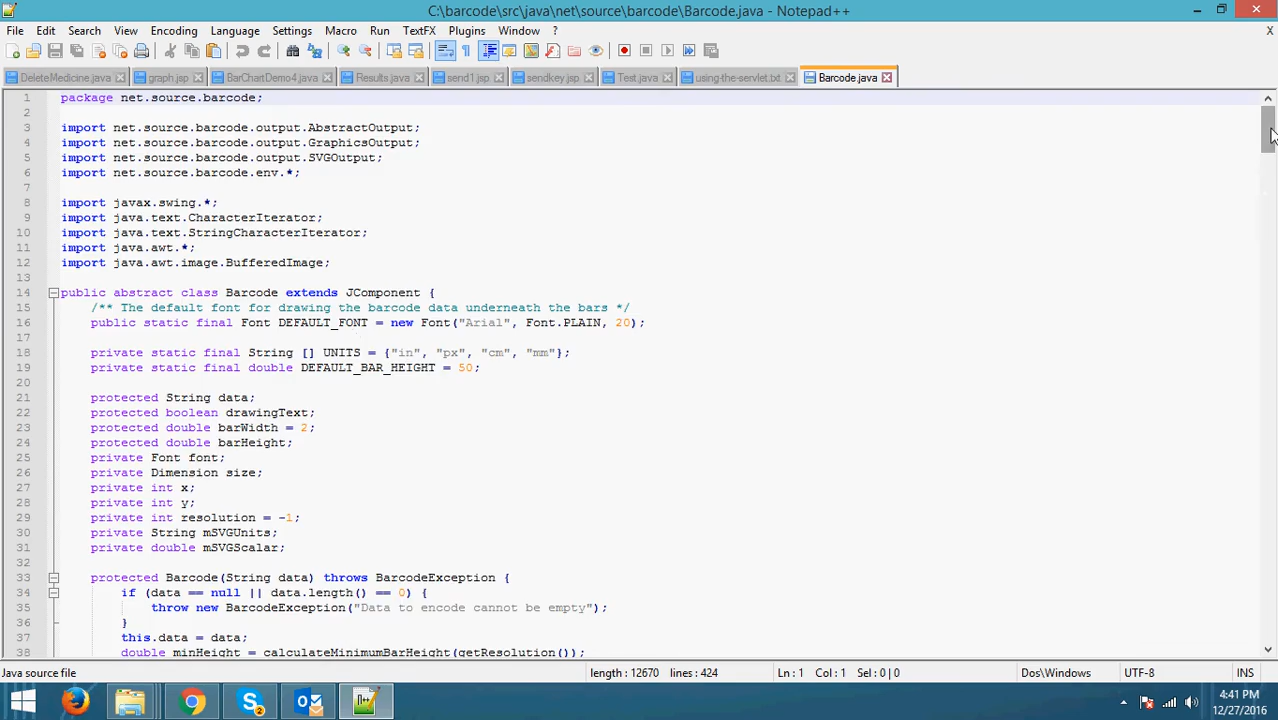 C:\barcode\src\java\net\source\barcode\Barcode.java - Notepad++
File Edit Search View Encoding Language Settings Macro Run TextFX Plugins Window ? X
DeleteMedicine.java graph.jsp BarChartDemo4.java Results.java send1.jsp sendkey.jsp Test.java using-the-servlet.txt Barcode.java
1 package net.source.barcode;
2
3 import net.source.barcode.output.AbstractOutput;
4 import net.source.barcode.output.GraphicsOutput;
5 import net.source.barcode.output.SVGOutput;
6 import net.source.barcode.env.*;
7
8 import javax.swing.*;
9 import java.text.CharacterIterator;
10 import java.text.StringCharacterIterator;
11 import java.awt.*;
12 import java.awt.image.BufferedImage;
13
14 public abstract class Barcode extends JComponent {
15 /** The default font for drawing the barcode data underneath the bars */
16 public static final Font DEFAULT_FONT = new Font("Arial", Font.PLAIN, 20);
17
18 private static final String [] UNITS = {"in", "px", "cm", "mm"};
19 private static final double DEFAULT_BAR_HEIGHT = 50;
20
21 protected String data;
22 protected boolean drawingText;
23 protected double barWidth = 2;
24 protected double barHeight;
25 private Font font;
26 private Dimension size;
27 private int x;
28 private int y;
29 private int resolution = -1;
30 private String mSVGUnits;
31 private double mSVGScalar;
32
33 protected Barcode(String data) throws BarcodeException {
34 if (data == null || data.length() == 0) {
35 throw new BarcodeException("Data to encode cannot be empty");
36 }
37 this.data = data;
38 double minHeight = calculateMinimumBarHeight(getResolution());
Java source file length : 12670 lines : 424 Ln : 1 Col : 1 Sel : 0 | 0 Dos\Windows UTF-8 INS
4:41 PM
12/27/2016